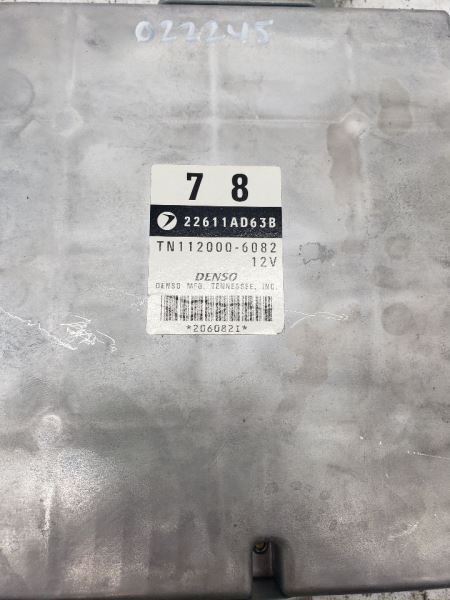 022245
7 8
22611AD63B
TN112000-6082
12V
DENSO
DENSO MFG. TENNESSEE, INC.
*2060821*